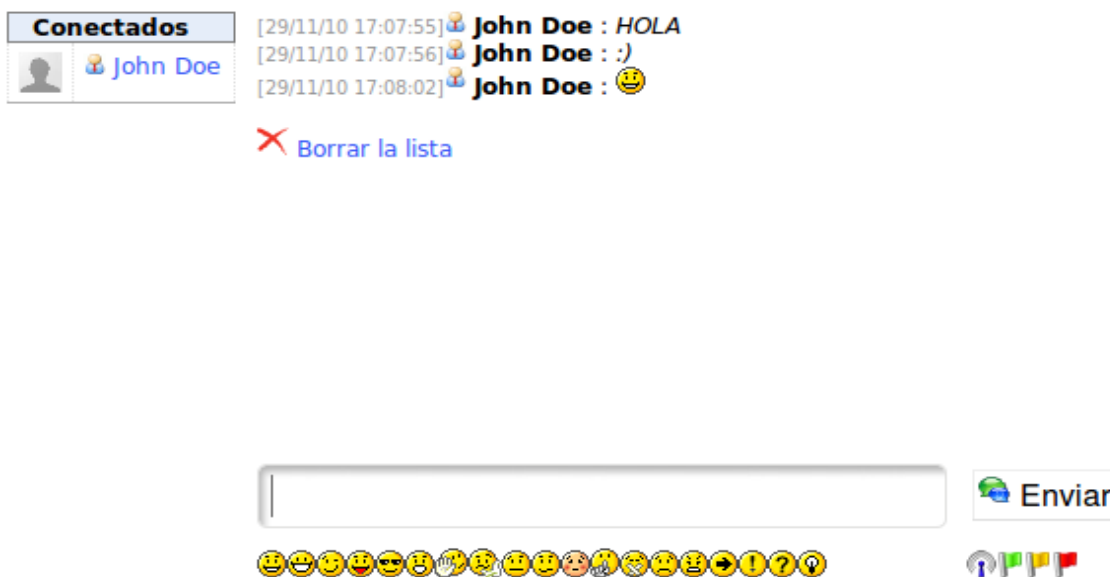 Conectados
John Doe
[29/11/10 17:07:55] John Doe : HOLA
[29/11/10 17:07:56] John Doe : :)
[29/11/10 17:08:02] John Doe :
Borrar la lista
Enviar